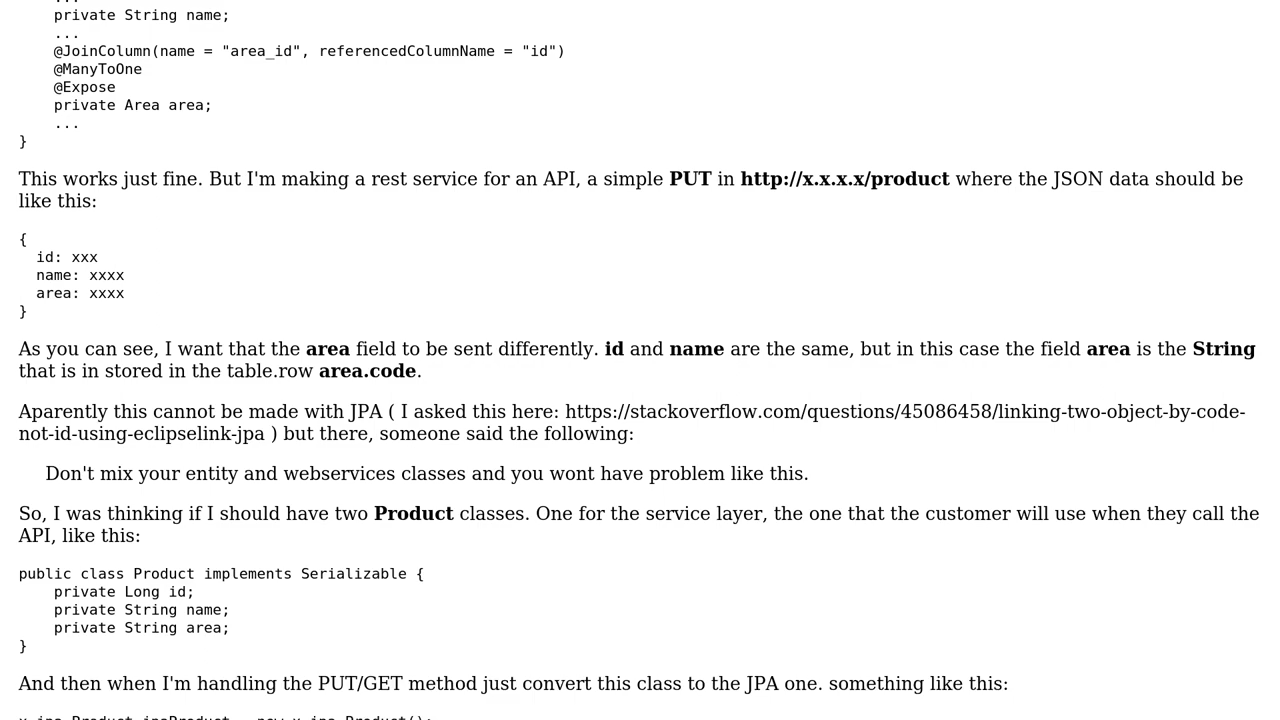 ...
private String name;
...
@JoinColumn(name = "area_id", referencedColumnName = "id")
@ManyToOne
@Expose
private Area area;
...
}
This works just fine. But I'm making a rest service for an API, a simple PUT in http://x.x.x.x/product where the JSON data should be
like this:
{
id: xxx
name: xxxx
area: xxxx
}
As you can see, I want that the area field to be sent differently. id and name are the same, but in this case the field area is the String
that is in stored in the table.row area.code.
Aparently this cannot be made with JPA ( I asked this here: https://stackoverflow.com/questions/45086458/linking-two-object-by-code-
not-id-using-eclipselink-jpa ) but there, someone said the following:
Don't mix your entity and webservices classes and you wont have problem like this.
So, I was thinking if I should have two Product classes. One for the service layer, the one that the customer will use when they call the
API, like this:
public class Product implements Serializable {
private Long id;
private String name;
private String area;
}
And then when I'm handling the PUT/GET method just convert this class to the JPA one. something like this: